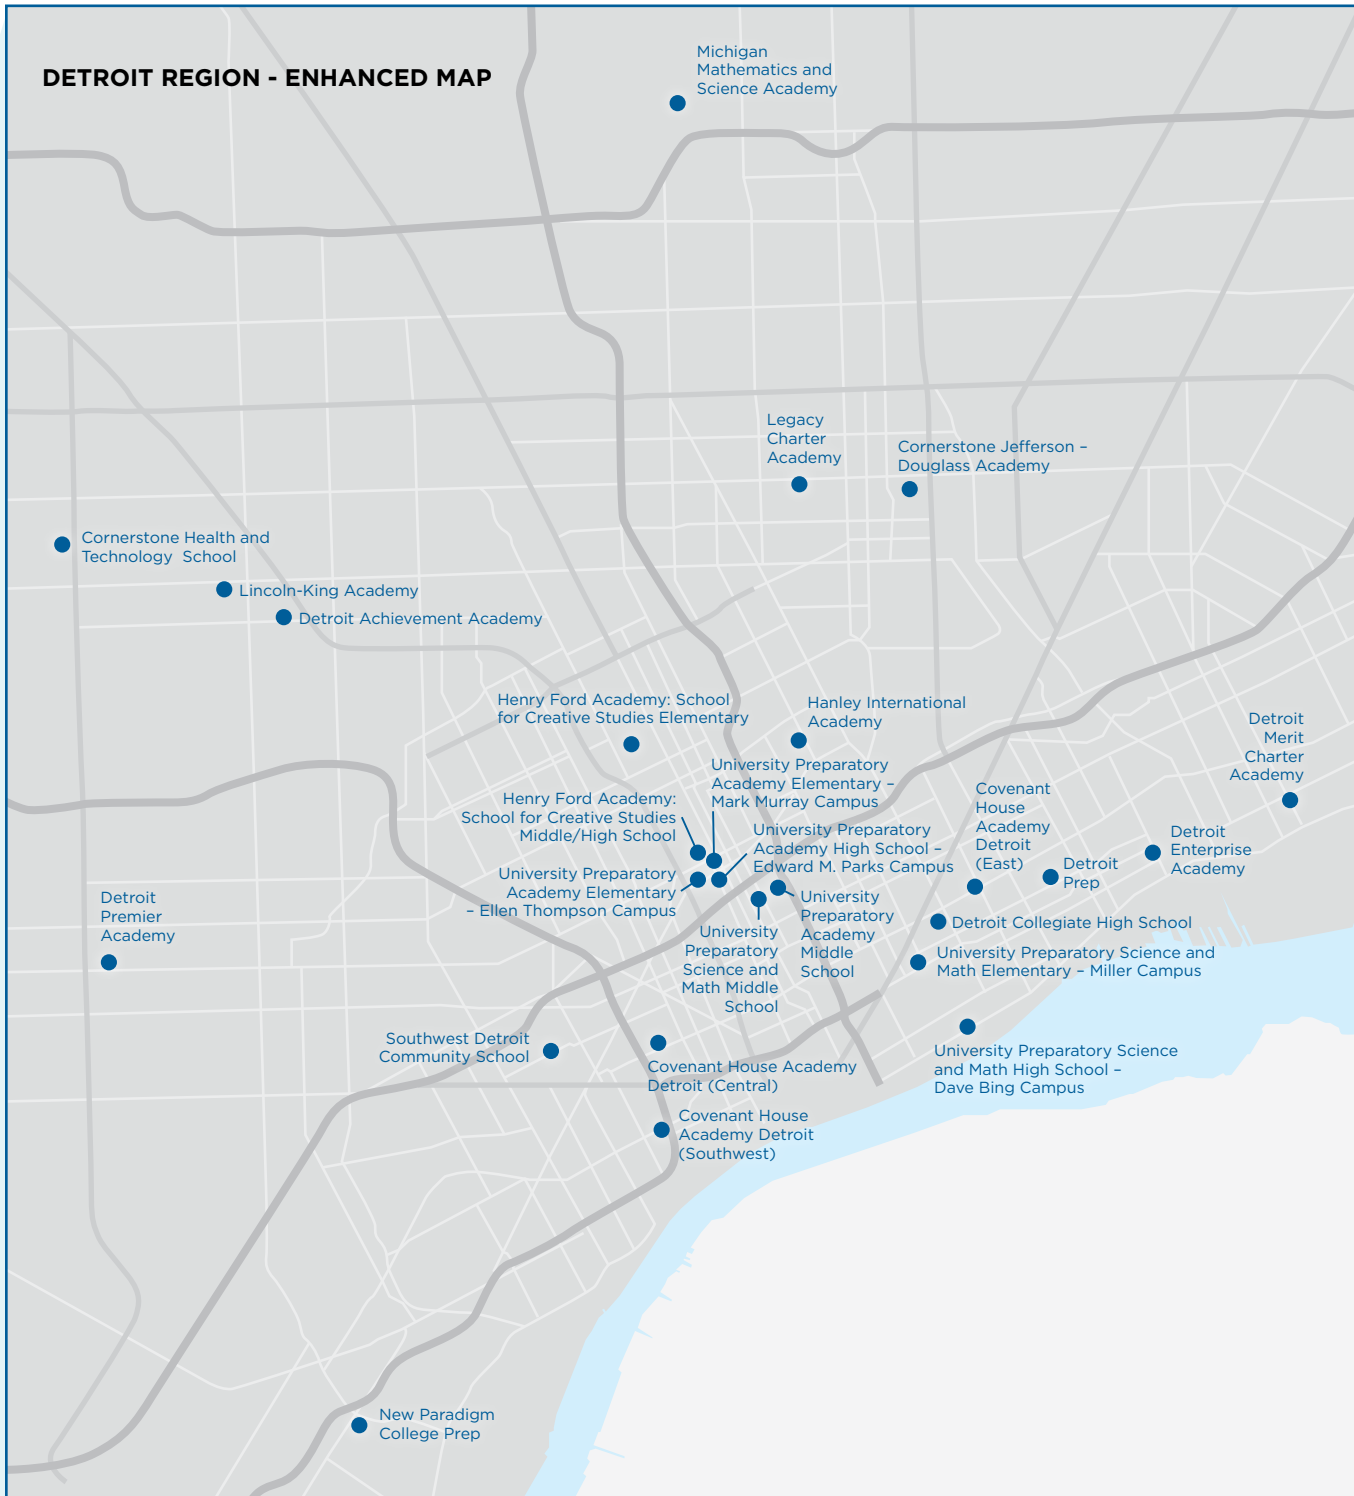 DETROIT REGION - ENHANCED MAP
Michigan
Mathematics and
Science Academy
Legacy
Charter
Academy
Cornerstone Jefferson –
Douglass Academy
Cornerstone Health and
Technology School
Lincoln-King Academy
Detroit Achievement Academy
Henry Ford Academy: School
for Creative Studies Elementary
Hanley International
Academy
Detroit
Merit
Charter
Academy
University Preparatory
Academy Elementary –
Mark Murray Campus
Henry Ford Academy:
School for Creative Studies
Middle/High School
Covenant
House
Academy
Detroit
(East)
University Preparatory
Academy High School –
Edward M. Parks Campus
Detroit
Enterprise
Academy
Detroit
Prep
University Preparatory
Academy Elementary
– Ellen Thompson Campus
Detroit
Premier
Academy
University
Preparatory
Academy
Middle
School
University
Preparatory
Science and
Math Middle
School
Detroit Collegiate High School
University Preparatory Science and
Math Elementary – Miller Campus
Southwest Detroit
Community School
Covenant House Academy
Detroit (Central)
University Preparatory Science
and Math High School –
Dave Bing Campus
Covenant House
Academy Detroit
(Southwest)
New Paradigm
College Prep